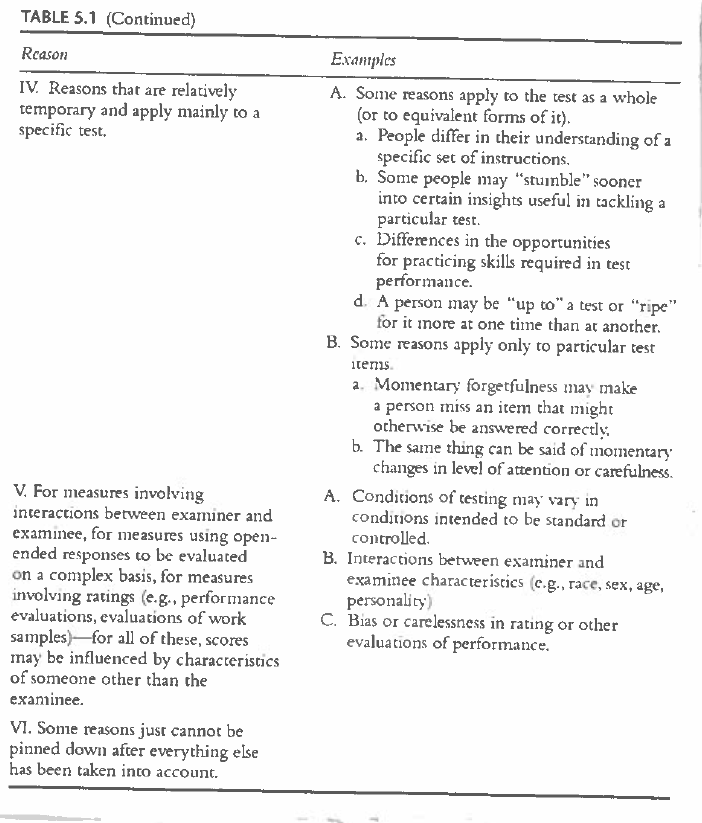 TABLE 5.1 (Continued)
Reason
Examples
IV. Reasons that are relatively
temporary and apply mainly to a
specific test.
A. Some reasons apply to the test as a whole
(or to equivalent forms of it).
a. People differ in their understanding of a
specific set of instructions.
b. Some people may “stumble” sooner
into certain insights useful in tackling a
particular test.
c. Differences in the opportunities
for practicing skills required in test
performance.
d. A person may be “up to” a test or “ripe”
for it more at one time than at another.
B. Some reasons apply only to particular test
items.
a. Momentary forgetfulness may make
a person miss an item that might
otherwise be answered correctly.
b. The same thing can be said of momentary
changes in level of attention or carefulness.
V. For measures involving
interactions between examiner and
examinee, for measures using open-
ended responses to be evaluated
on a complex basis, for measures
involving ratings (e.g., performance
evaluations, evaluations of work
samples)—for all of these, scores
may be influenced by characteristics
of someone other than the
examinee.
A. Conditions of testing may vary in
conditions intended to be standard or
controlled.
B. Interactions between examiner and
examinee characteristics (e.g., race, sex, age,
personality)
C. Bias or carelessness in rating or other
evaluations of performance.
VI. Some reasons just cannot be
pinned down after everything else
has been taken into account.